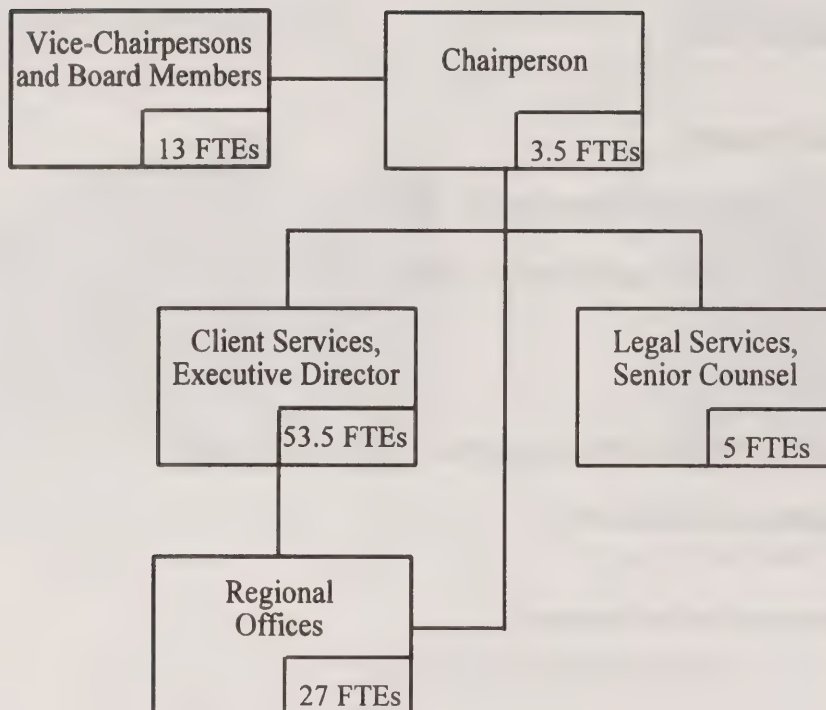 Vice-Chairpersons
and Board Members
13 FTEs
Chairperson
3.5 FTEs
Client Services,
Executive Director
53.5 FTEs
Legal Services,
Senior Counsel
5 FTEs
Regional
Offices
27 FTEs